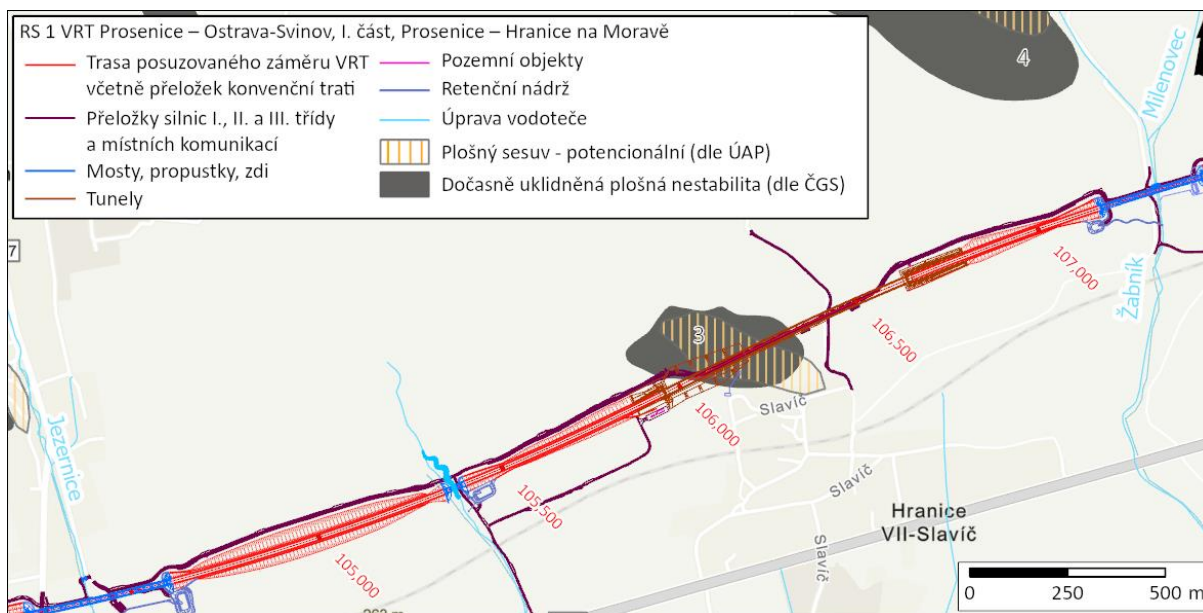 RS 1 VRT Prosenice – Ostrava-Svinov, I. část, Prosenice – Hranice na Moravě
Trasa posuzovaného záměru VRT
včetně přeložek konvenční trati
Přeložky silnic I., II. a III. třídy
a místních komunikací
Mosty, propustky, zdi
Tunely
Pozemní objekty
Retenční nádrž
Úprava vodoteče
Plošný sesuv - potencionální (dle ÚAP)
Dočasně uklidněná plošná nestabilita (dle ČGS)
4
Milenovec
7
107,000
Žabník
3
106,500
Slavíč
106,000
Jezernice
105,500
Slavíč
Hranice
VII-Slavíč
105,000
Slavíč
0 250 500 m